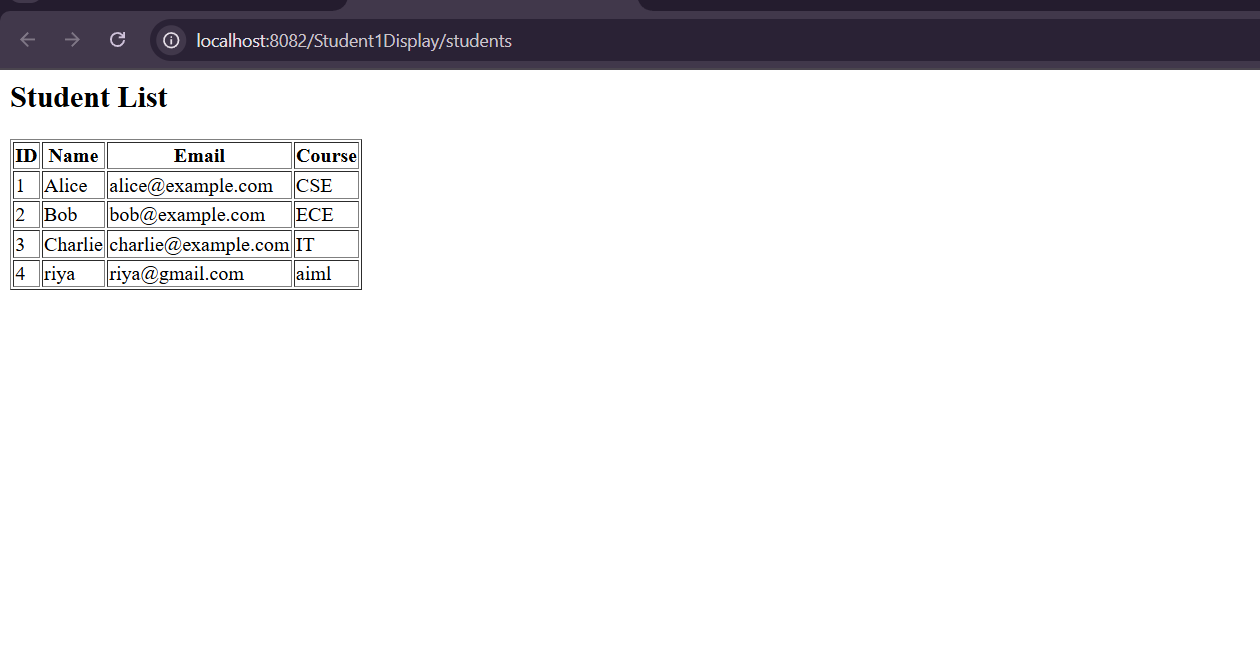 localhost:8082/Student1Display/students
Student List
ID Name Email Course
1 Alice alice@example.com CSE
2 Bob bob@example.com ECE
3 Charlie charlie@example.com IT
4 riya riya@gmail.com aiml